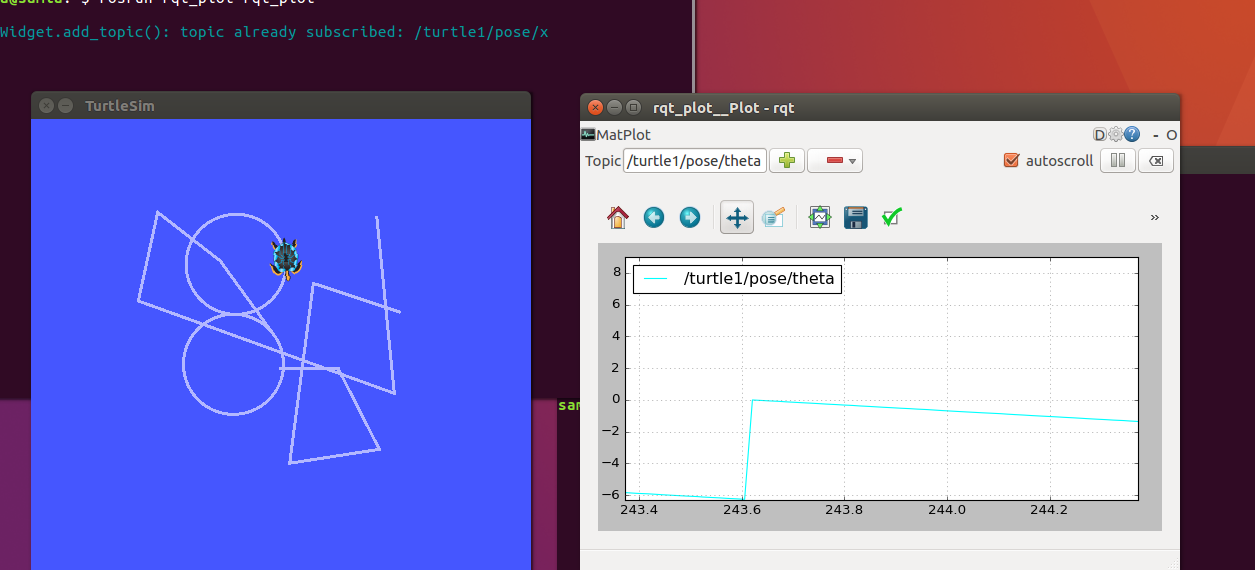 Widget.add_topic(): topic already subscribed: /turtle1/pose/x
TurtleSim
rqt_plot__Plot - rqt
MatPlot
D
- O
Topic /turtle1/pose/theta
autoscroll
»
/turtle1/pose/theta
8
6
4
2
0
−2
−4
−6
243.4 243.6 243.8 244.0 244.2